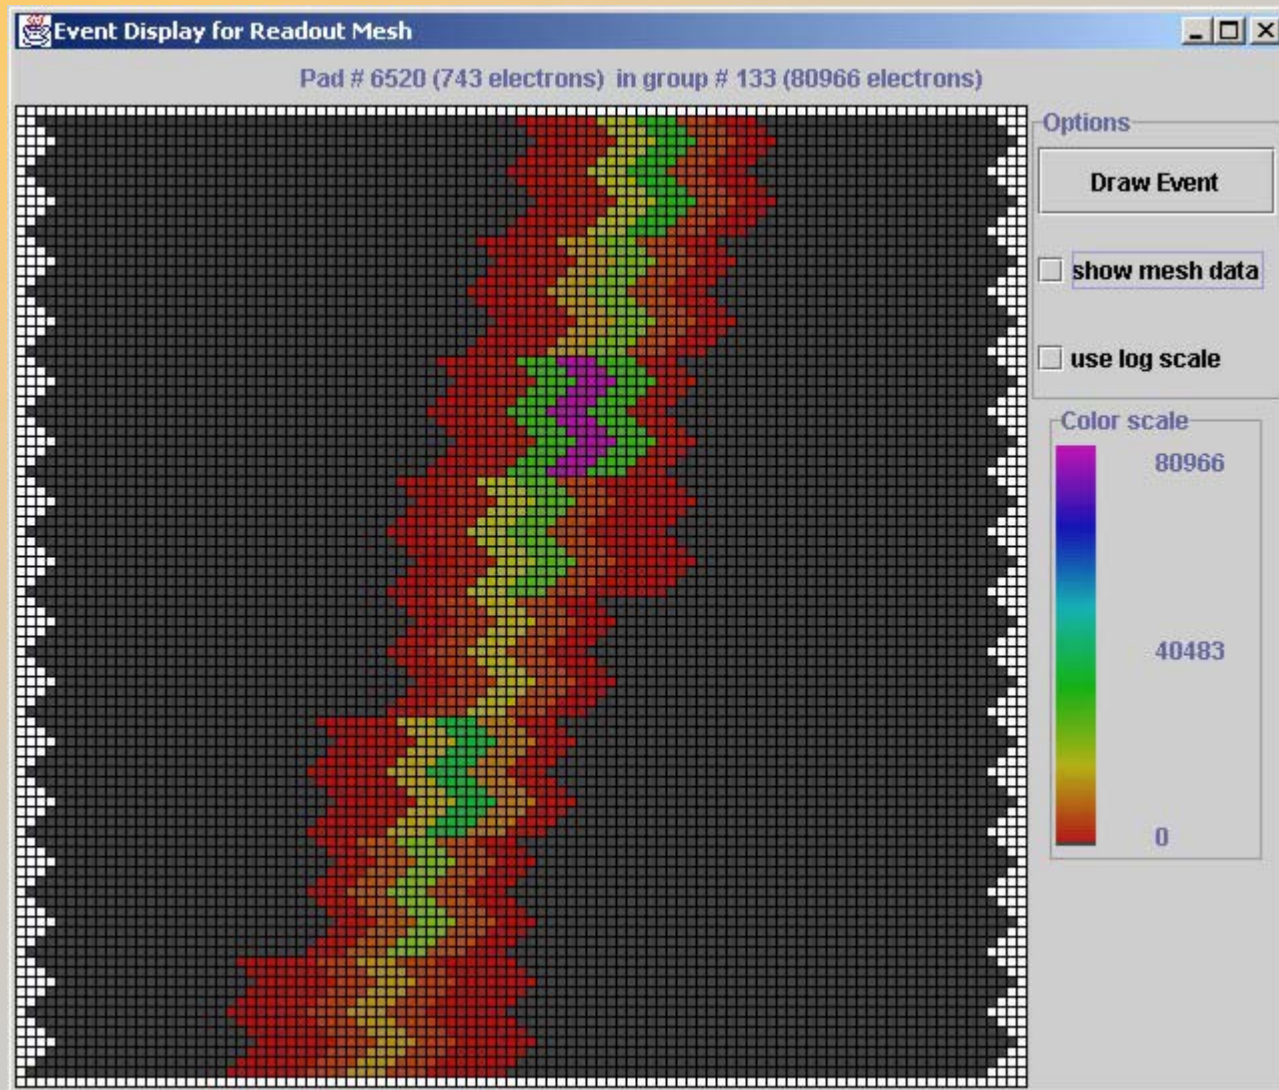 Event Display for Readout Mesh
Pad # 6520 (743 electrons) in group # 133 (80966 electrons)
Options
Draw Event
show mesh data
use log scale
Color scale
80966
40483
0